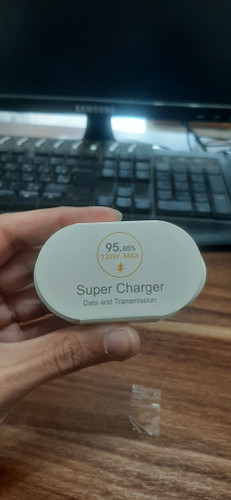 SAMSUNG
95.85%
120W MAX
Super Charger
Data and Transmission